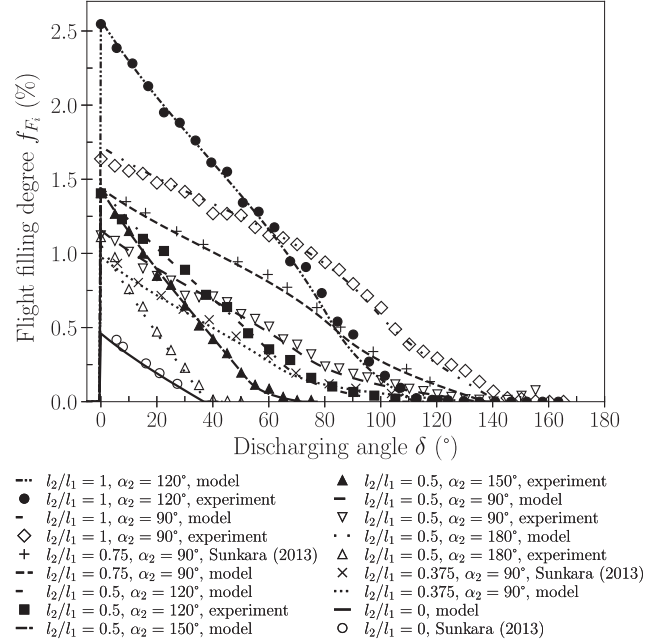 Flight filling degree f_{F_i} (%)
2.5
2.0
1.5
1.0
0.5
0.0
0 20 40 60 80 100 120 140 160 180
Discharging angle δ (°)
l₂/l₁ = 1, α₂ = 120°, model
l₂/l₁ = 1, α₂ = 120°, experiment
l₂/l₁ = 1, α₂ = 90°, model
l₂/l₁ = 1, α₂ = 90°, experiment
l₂/l₁ = 0.75, α₂ = 90°, Sunkara (2013)
l₂/l₁ = 0.75, α₂ = 90°, model
l₂/l₁ = 0.5, α₂ = 120°, model
l₂/l₁ = 0.5, α₂ = 120°, experiment
l₂/l₁ = 0.5, α₂ = 150°, model
l₂/l₁ = 0.5, α₂ = 150°, experiment
l₂/l₁ = 0.5, α₂ = 90°, model
l₂/l₁ = 0.5, α₂ = 90°, experiment
l₂/l₁ = 0.5, α₂ = 180°, model
l₂/l₁ = 0.5, α₂ = 180°, experiment
l₂/l₁ = 0.375, α₂ = 90°, Sunkara (2013)
l₂/l₁ = 0.375, α₂ = 90°, model
l₂/l₁ = 0, model
l₂/l₁ = 0, Sunkara (2013)